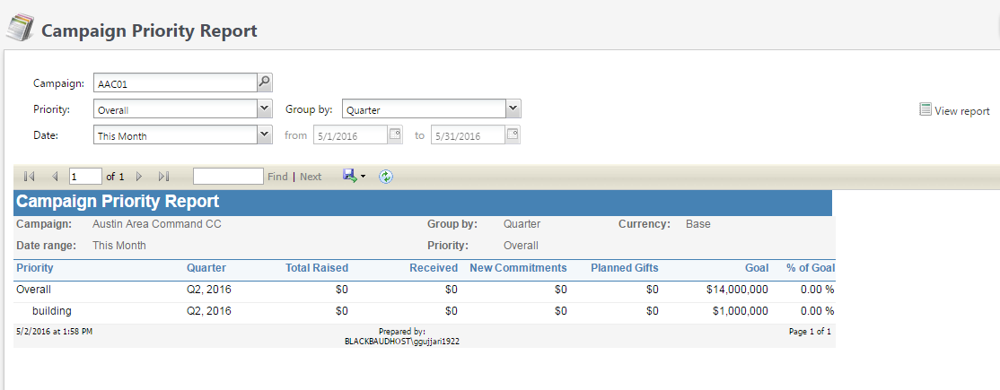 Campaign Priority Report
Campaign: AAC01
Priority: Overall Group by: Quarter View report
Date: This Month from 5/1/2016 to 5/31/2016
1 of 1 Find | Next
Campaign Priority Report
Campaign: Austin Area Command CC Group by: Quarter Currency: Base
Date range: This Month Priority: Overall
Priority Quarter Total Raised Received New Commitments Planned Gifts Goal % of Goal
Overall Q2, 2016 $0 $0 $0 $0 $14,000,000 0.00 %
building Q2, 2016 $0 $0 $0 $0 $1,000,000 0.00 %
5/2/2016 at 1:58 PM Prepared by: Page 1 of 1
BLACKBAUDHOST\ggujjari1922